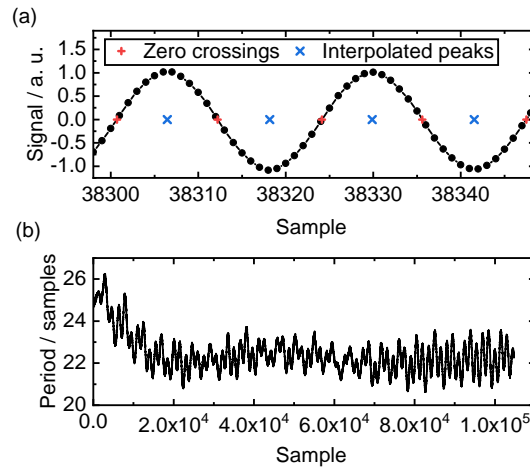 (a)
Zero crossings Interpolated peaks
1.5
1.0
0.5
0.0
-0.5
-1.0
Signal / a. u.
38300 38310 38320 38330 38340
Sample
(b)
26
24
22
20
Period / samples
0.0 2.0x10^4 4.0x10^4 6.0x10^4 8.0x10^4 1.0x10^5
Sample